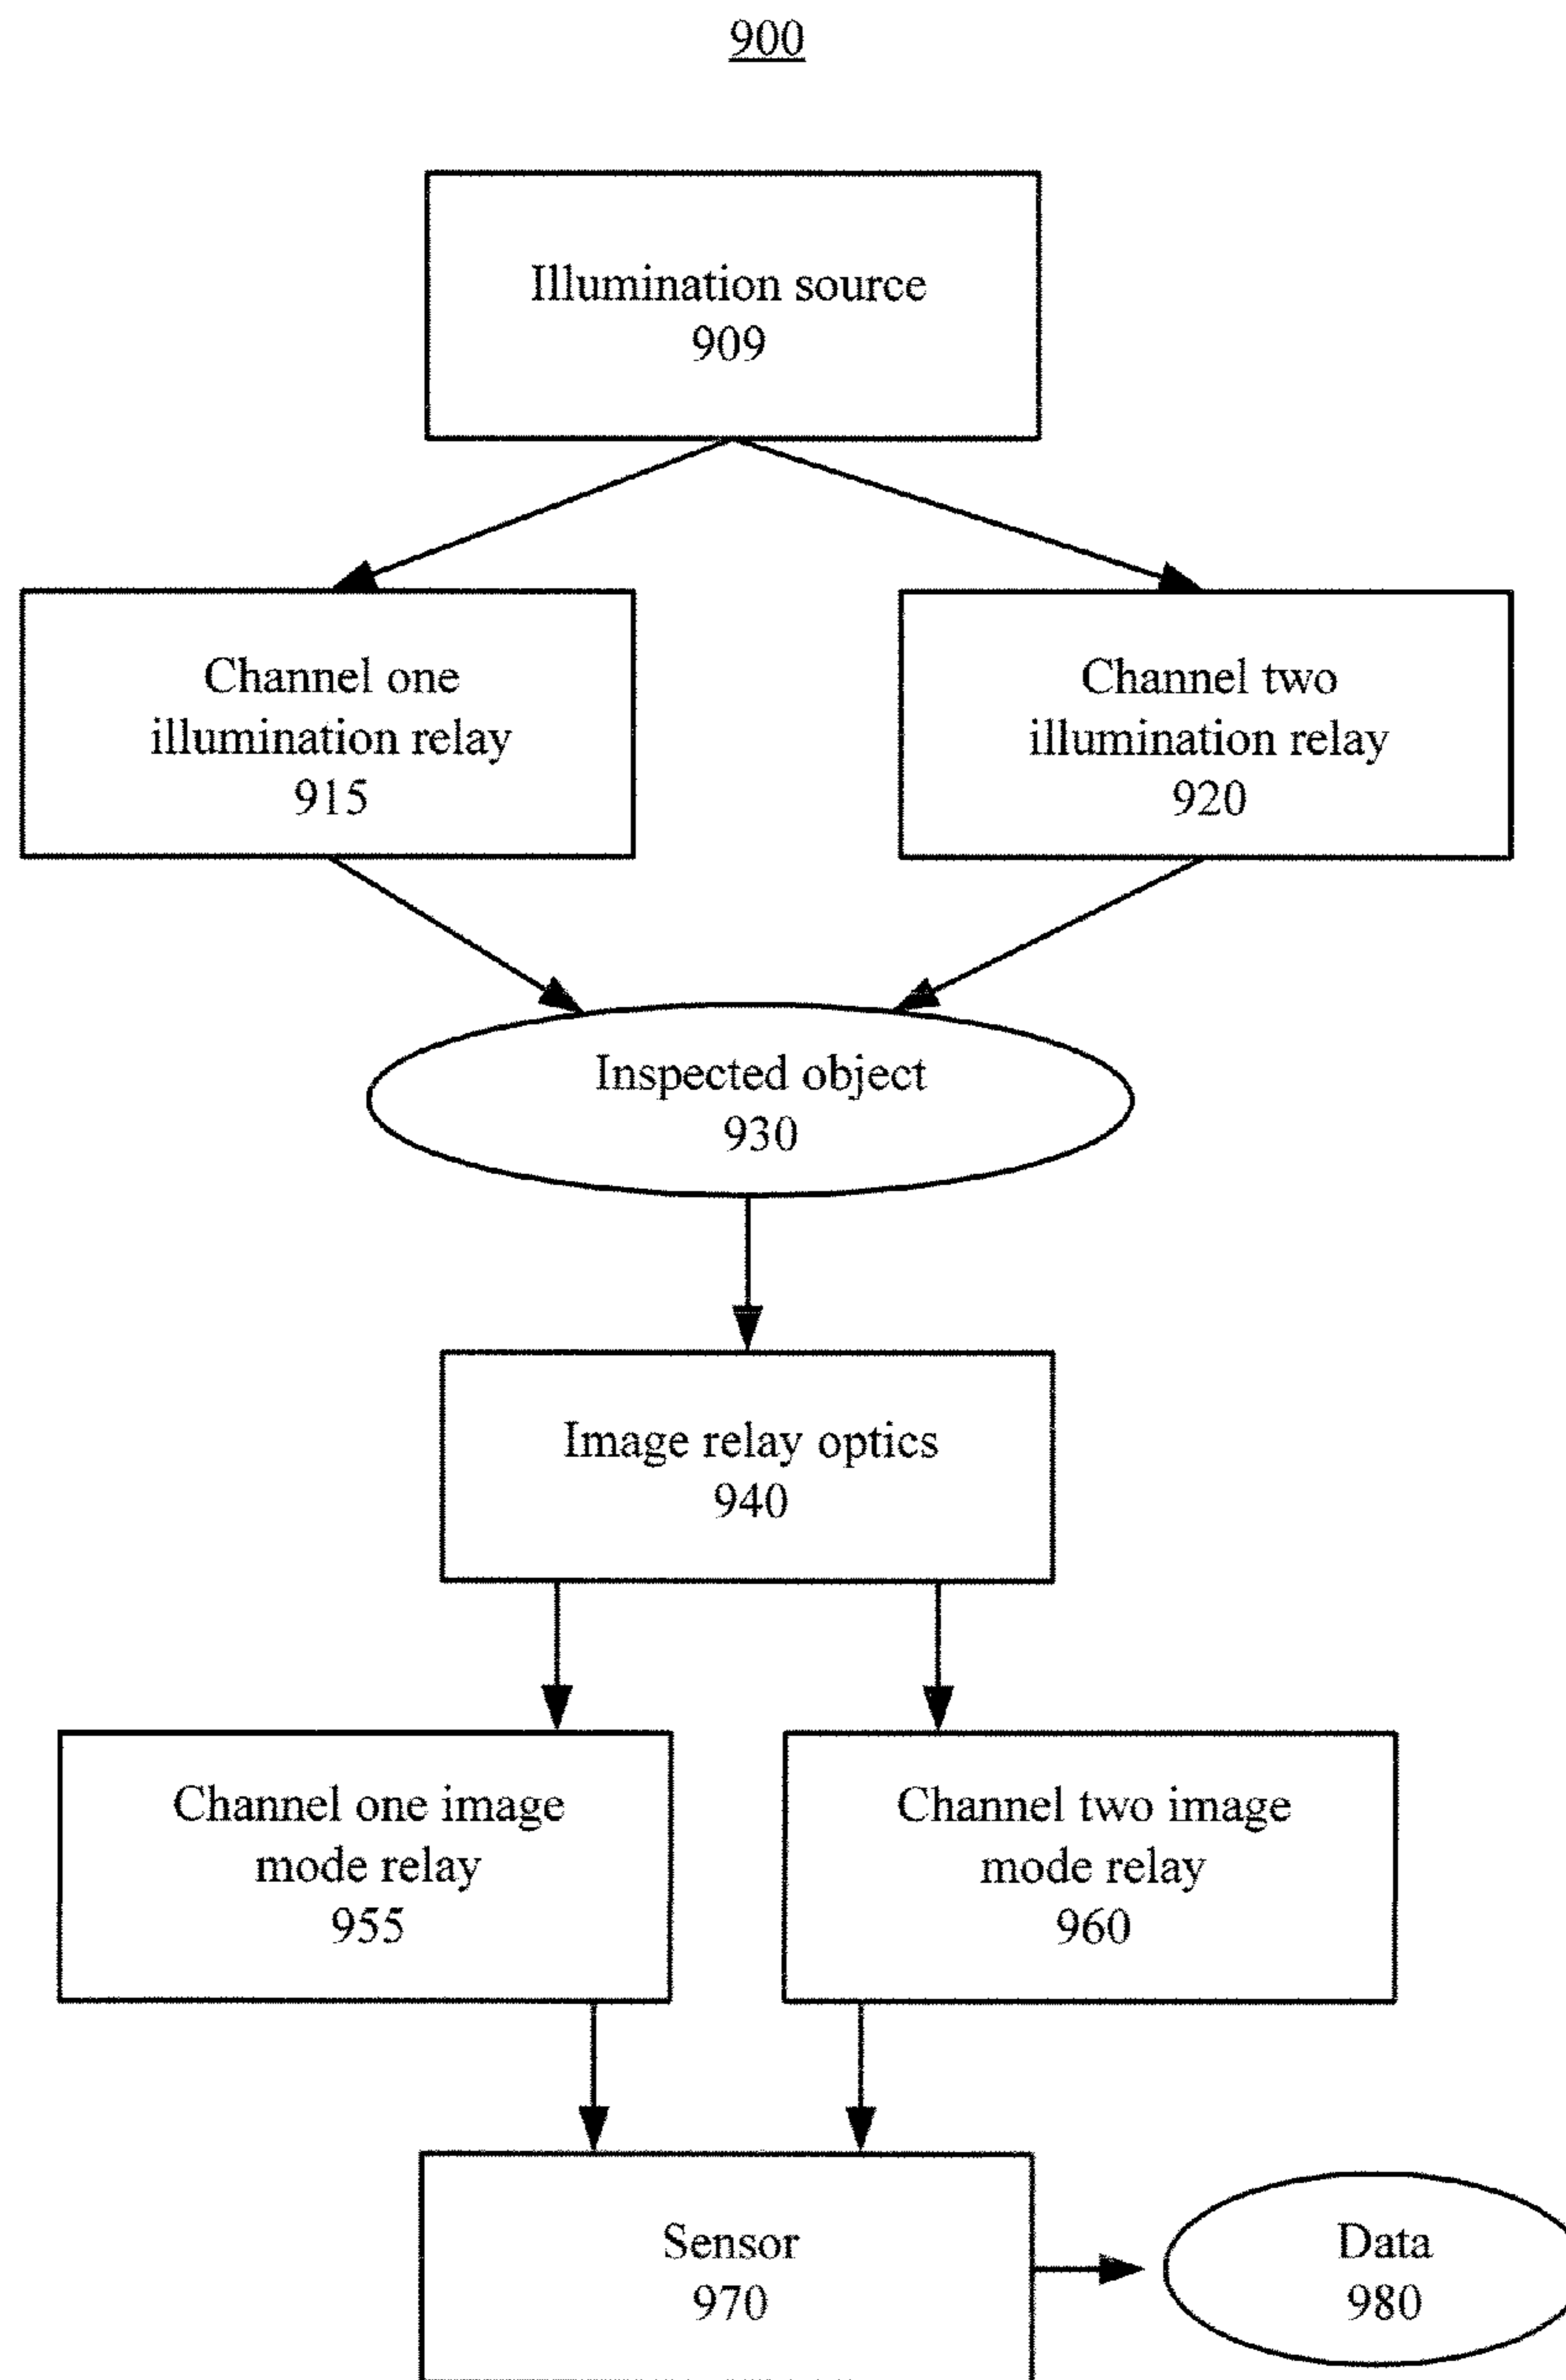 900
Illumination source
909
Channel one
illumination relay
915
Channel two
illumination relay
920
Inspected object
930
Image relay optics
940
Channel one image
mode relay
955
Channel two image
mode relay
960
Sensor
970
Data
980